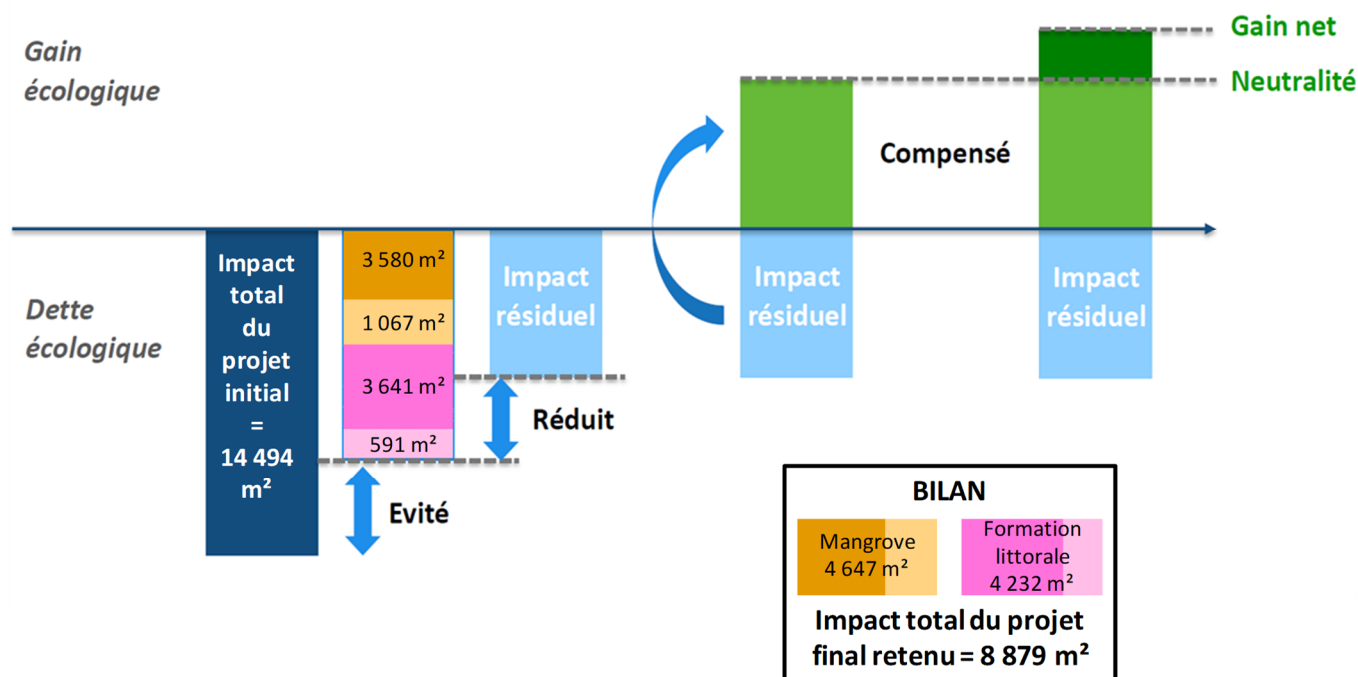 Gain
écologique
Gain net
Neutralité
Compensé
Impact
total
du
projet
initial
=
14 494
m²
3 580 m²
1 067 m²
3 641 m²
591 m²
Impact
résiduel
Impact
résiduel
Impact
résiduel
Dette
écologique
Réduit
Evité
BILAN
Mangrove
4 647 m²
Formation
littorale
4 232 m²
Impact total du projet
final retenu = 8 879 m²